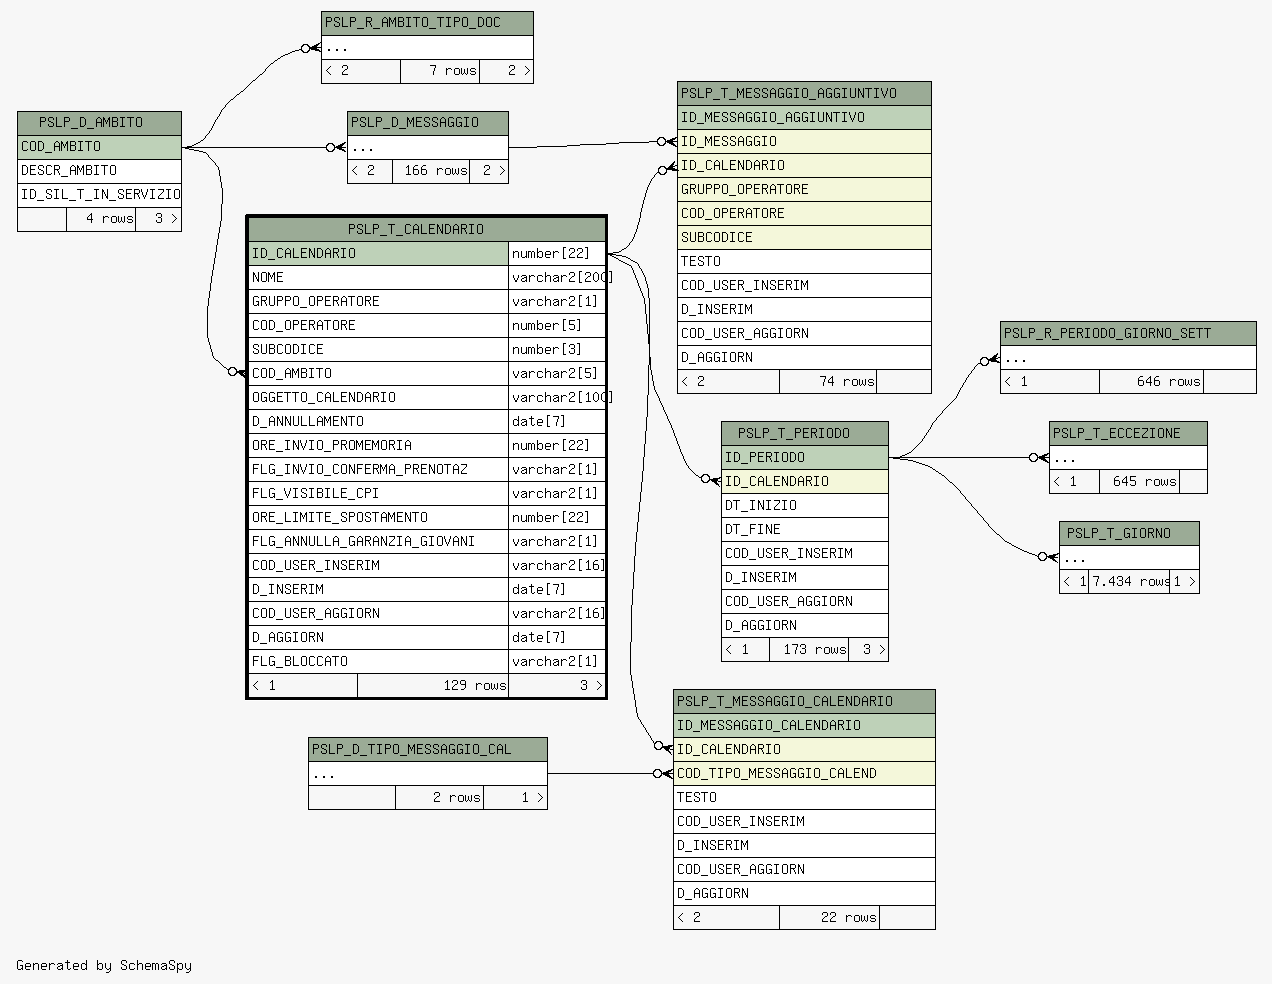 PSLP_R_AMBITO_TIPO_DOC
...
< 2 7 rows 2 >
PSLP_D_AMBITO
COD_AMBITO
DESCR_AMBITO
ID_SIL_T_IN_SERVIZIO
4 rows 3 >
PSLP_D_MESSAGGIO
...
< 2 166 rows 2 >
PSLP_T_MESSAGGIO_AGGIUNTIVO
ID_MESSAGGIO_AGGIUNTIVO
ID_MESSAGGIO
ID_CALENDARIO
GRUPPO_OPERATORE
COD_OPERATORE
SUBCODICE
TESTO
COD_USER_INSERIM
D_INSERIM
COD_USER_AGGIORN
D_AGGIORN
< 2 74 rows
PSLP_T_CALENDARIO
ID_CALENDARIO number[22]
NOME varchar2[200]
GRUPPO_OPERATORE varchar2[1]
COD_OPERATORE number[5]
SUBCODICE number[3]
COD_AMBITO varchar2[5]
OGGETTO_CALENDARIO varchar2[100]
D_ANNULLAMENTO date[7]
ORE_INVIO_PROMEMORIA number[22]
FLG_INVIO_CONFERMA_PRENOTAZ varchar2[1]
FLG_VISIBILE_CPI varchar2[1]
ORE_LIMITE_SPOSTAMENTO number[22]
FLG_ANNULLA_GARANZIA_GIOVANI varchar2[1]
COD_USER_INSERIM varchar2[16]
D_INSERIM date[7]
COD_USER_AGGIORN varchar2[16]
D_AGGIORN date[7]
FLG_BLOCCATO varchar2[1]
< 1 129 rows 3 >
PSLP_R_PERIODO_GIORNO_SETT
...
< 1 646 rows
PSLP_T_PERIODO
ID_PERIODO
ID_CALENDARIO
DT_INIZIO
DT_FINE
COD_USER_INSERIM
D_INSERIM
COD_USER_AGGIORN
D_AGGIORN
< 1 173 rows 3 >
PSLP_T_ECCEZIONE
...
< 1 645 rows
PSLP_T_GIORNO
...
< 1 7.434 rows 1 >
PSLP_T_MESSAGGIO_CALENDARIO
ID_MESSAGGIO_CALENDARIO
ID_CALENDARIO
COD_TIPO_MESSAGGIO_CALEND
TESTO
COD_USER_INSERIM
D_INSERIM
COD_USER_AGGIORN
D_AGGIORN
< 2 22 rows
PSLP_D_TIPO_MESSAGGIO_CAL
...
2 rows 1 >
Generated by SchemaSpy